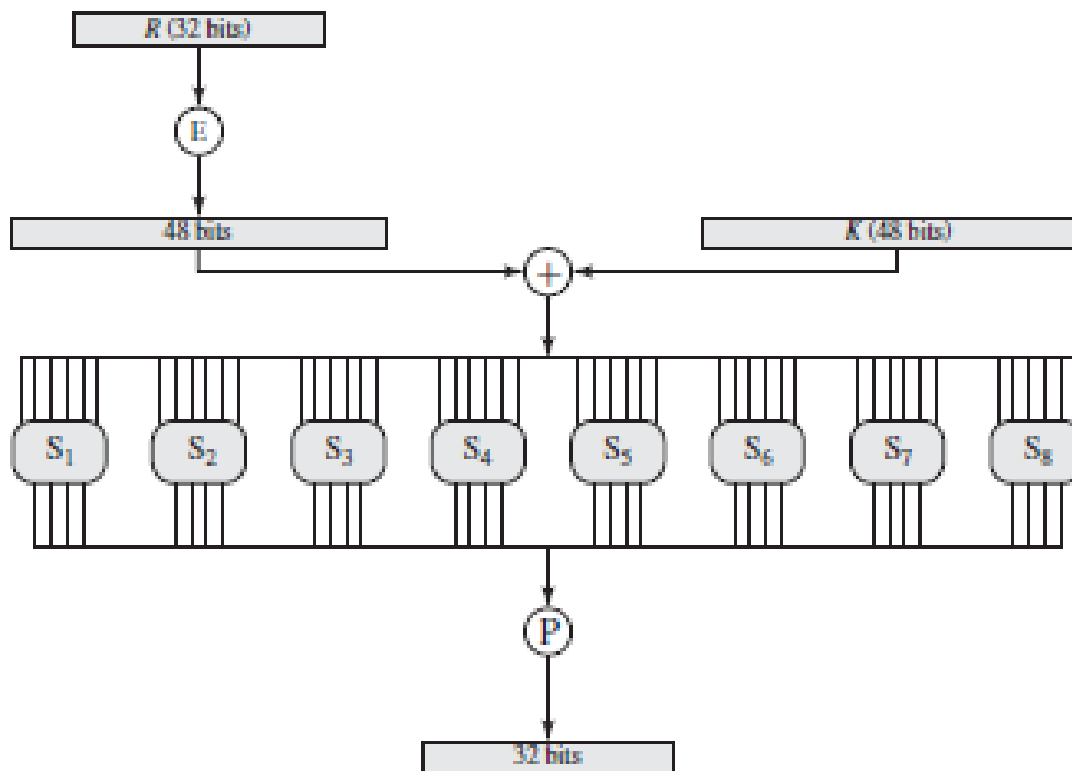 R (32 bits)
E
48 bits
K (48 bits)
+
S1 S2 S3 S4 S5 S6 S7 S8
P
32 bits